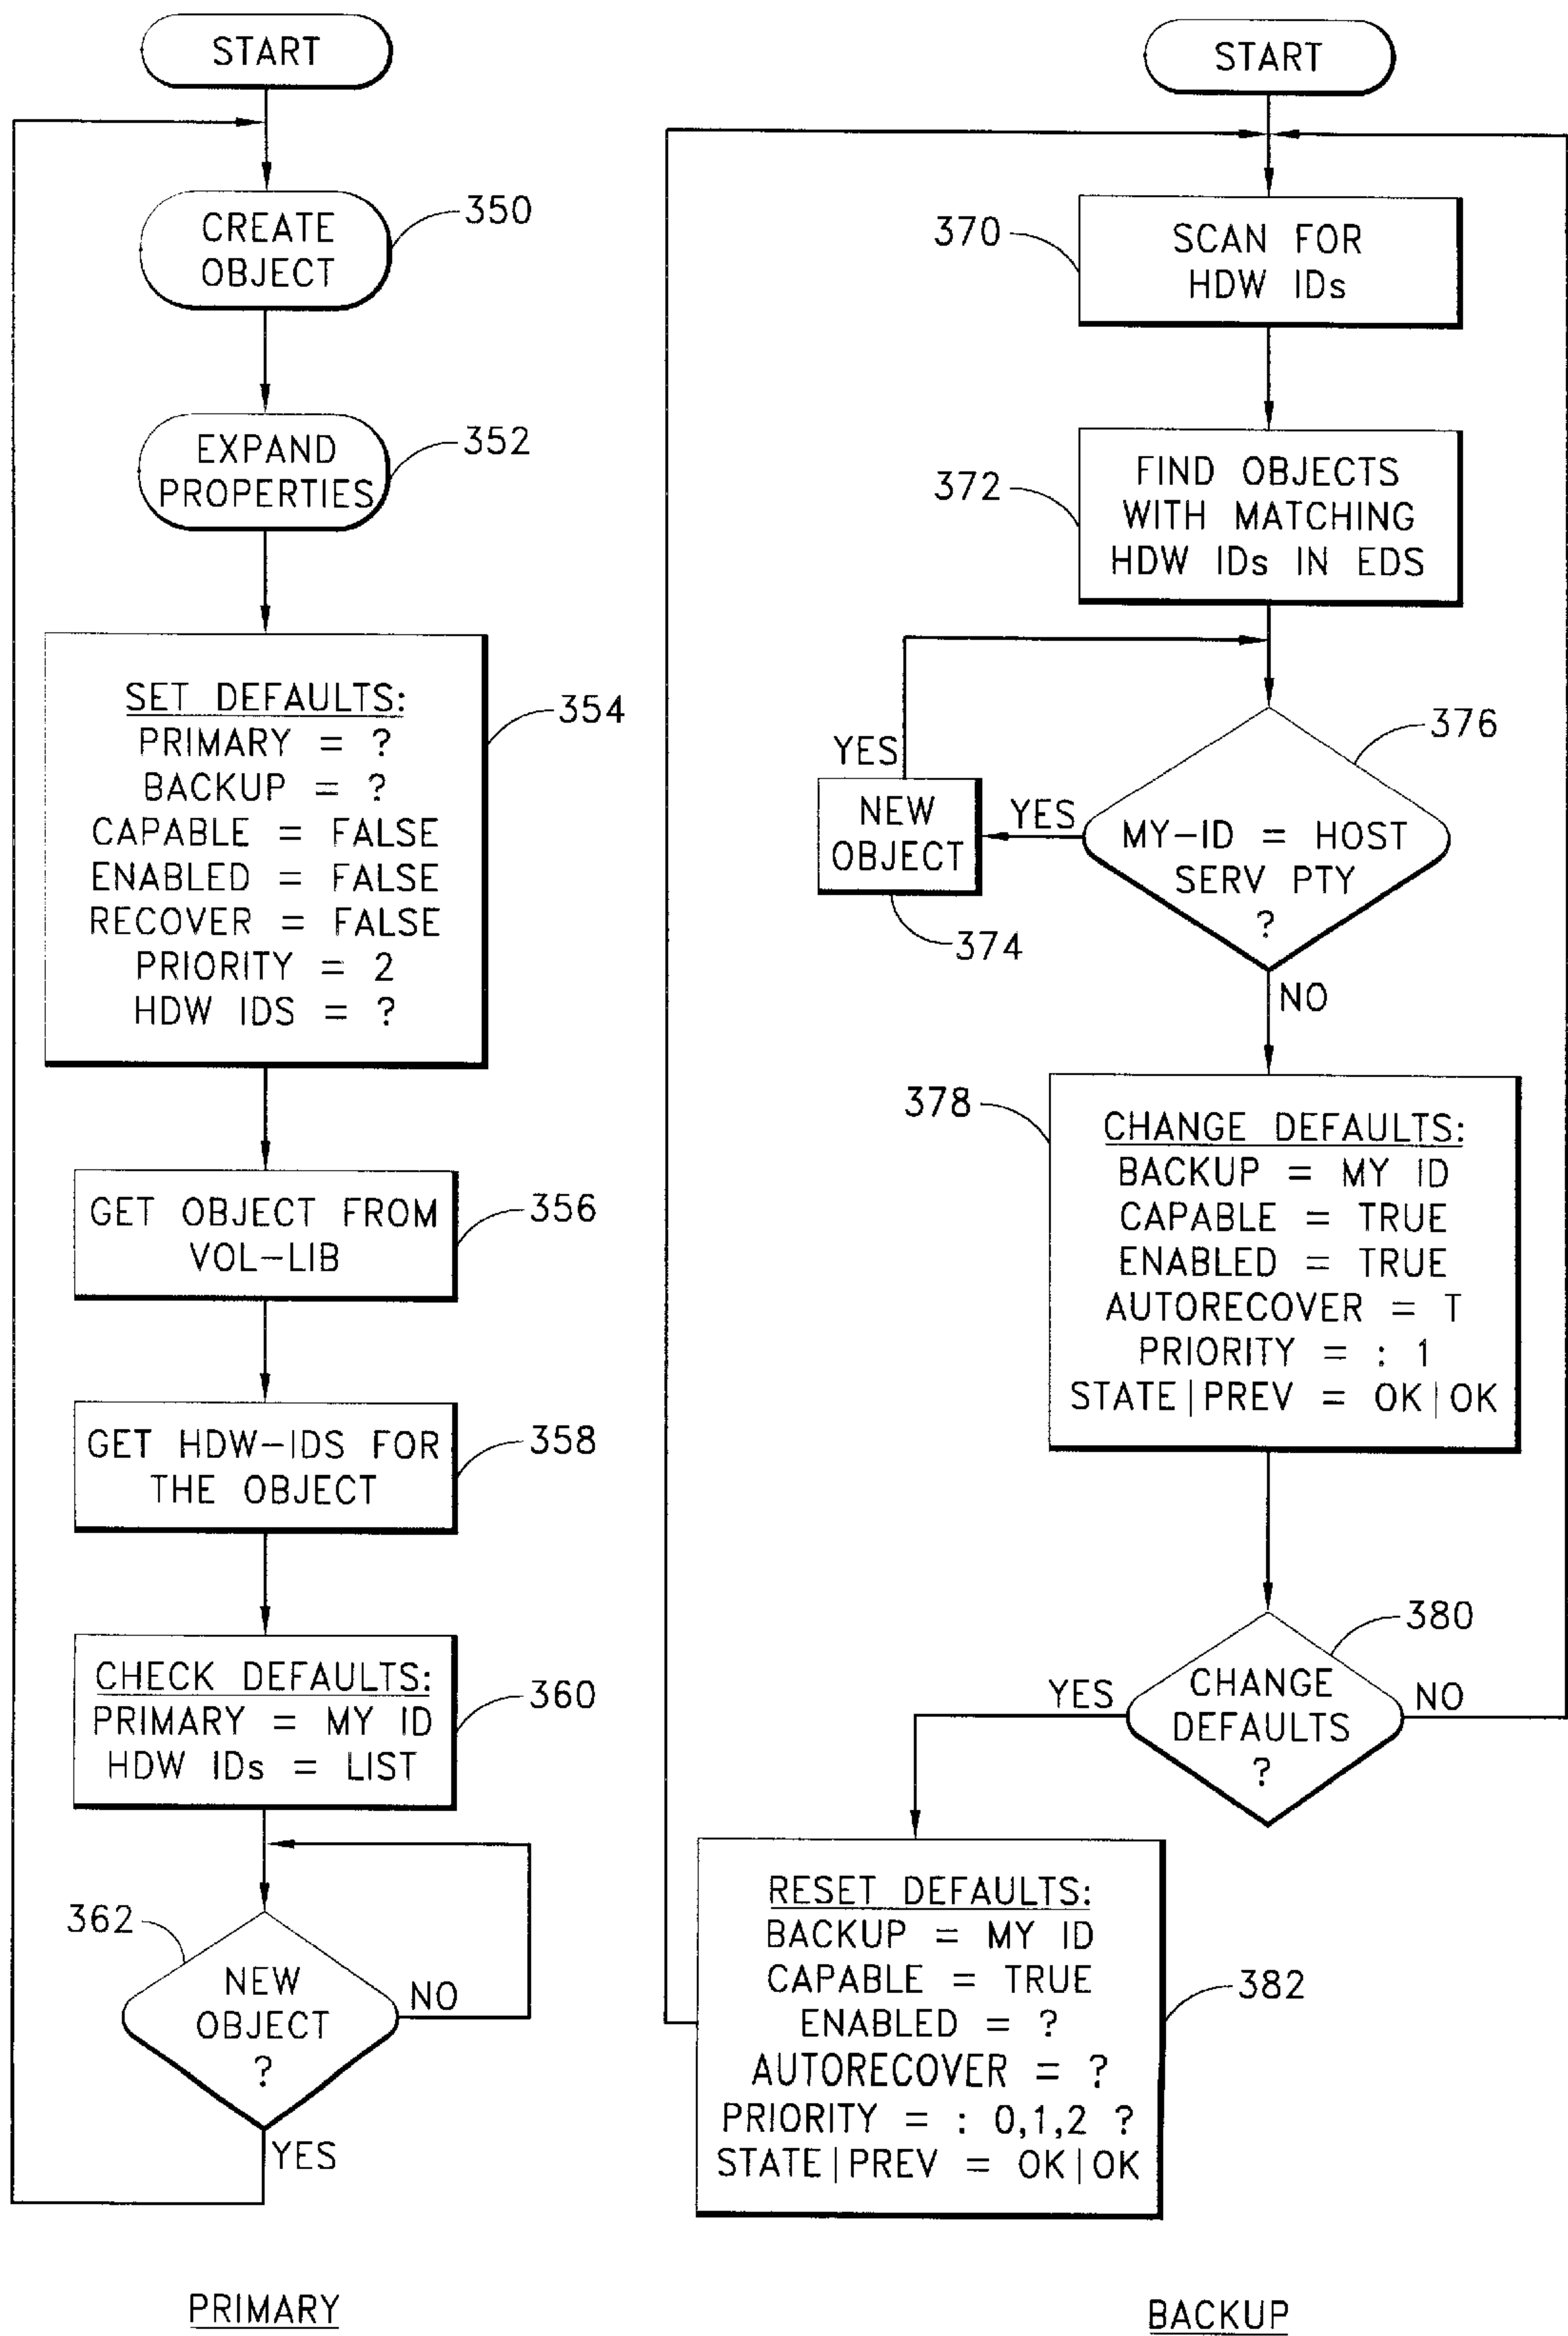 START
CREATE
OBJECT
350
EXPAND
PROPERTIES
352
SET DEFAULTS:
PRIMARY = ?
BACKUP = ?
CAPABLE = FALSE
ENABLED = FALSE
RECOVER = FALSE
PRIORITY = 2
HDW IDS = ?
354
GET OBJECT FROM
VOL-LIB
356
GET HDW-IDS FOR
THE OBJECT
358
CHECK DEFAULTS:
PRIMARY = MY ID
HDW IDs = LIST
360
362
NEW
OBJECT
?
NO
YES
PRIMARY
START
370
SCAN FOR
HDW IDs
372
FIND OBJECTS
WITH MATCHING
HDW IDs IN EDS
376
YES
NEW
OBJECT
374
YES
MY-ID = HOST
SERV PTY
?
NO
378
CHANGE DEFAULTS:
BACKUP = MY ID
CAPABLE = TRUE
ENABLED = TRUE
AUTORECOVER = T
PRIORITY = : 1
STATE|PREV = OK|OK
380
YES
CHANGE
DEFAULTS
?
NO
RESET DEFAULTS:
BACKUP = MY ID
CAPABLE = TRUE
ENABLED = ?
AUTORECOVER = ?
PRIORITY = : 0,1,2 ?
STATE|PREV = OK|OK
382
BACKUP